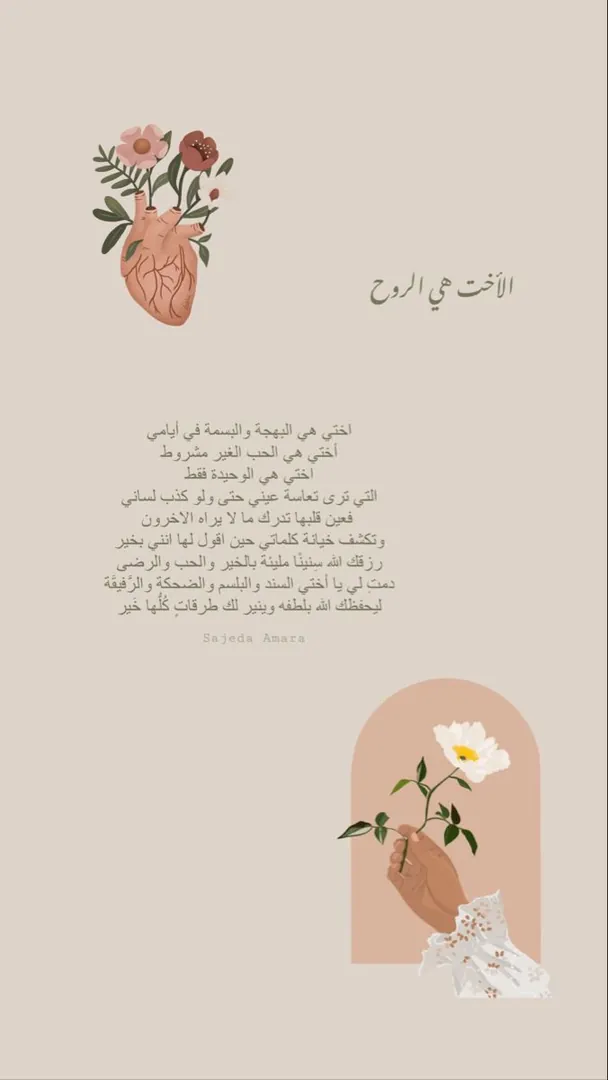 الأخت هي الروح
اختي هي البهجة والبسمة في أيامي
أختي هي الحب الغير مشروط
اختي هي الوحيدة فقط
التي ترى تعاسة عيني حتى ولو كذب لساني
فعين قلبها تدرك ما لا يراه الاخرون
وتكشف خيانة كلماتي حين اقول لها انني بخير
رزقك الله سِنينًا مليئة بالخير والحب والرضى
دمتِ لي يا أختي السند والبلسم والضحكة والرَّفيقَة
ليحفظك الله بلطفه وينير لك طرقاتٍ كُلُّها خَير
Sajeda Amara